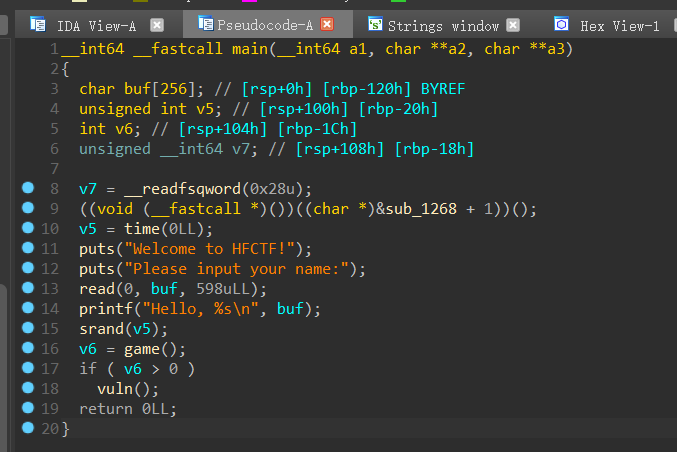 IDA View-A Pseudocode-A Strings window Hex View-1
1 __int64 __fastcall main(__int64 a1, char **a2, char **a3)
2 {
3 char buf[256]; // [rsp+0h] [rbp-120h] BYREF
4 unsigned int v5; // [rsp+100h] [rbp-20h]
5 int v6; // [rsp+104h] [rbp-1Ch]
6 unsigned __int64 v7; // [rsp+108h] [rbp-18h]
7
8 v7 = __readfsqword(0x28u);
9 ((void (__fastcall *)())((char *)&sub_1268 + 1))();
10 v5 = time(0LL);
11 puts("Welcome to HFCTF!");
12 puts("Please input your name:");
13 read(0, buf, 598uLL);
14 printf("Hello, %s\n", buf);
15 srand(v5);
16 v6 = game();
17 if ( v6 > 0 )
18 vuln();
19 return 0LL;
20 }